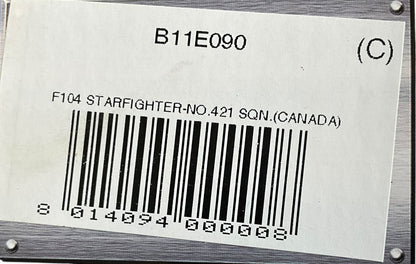 B11E090
(C)
F104 STARFIGHTER-NO.421 SQN.(CANADA)
8 014094 000008